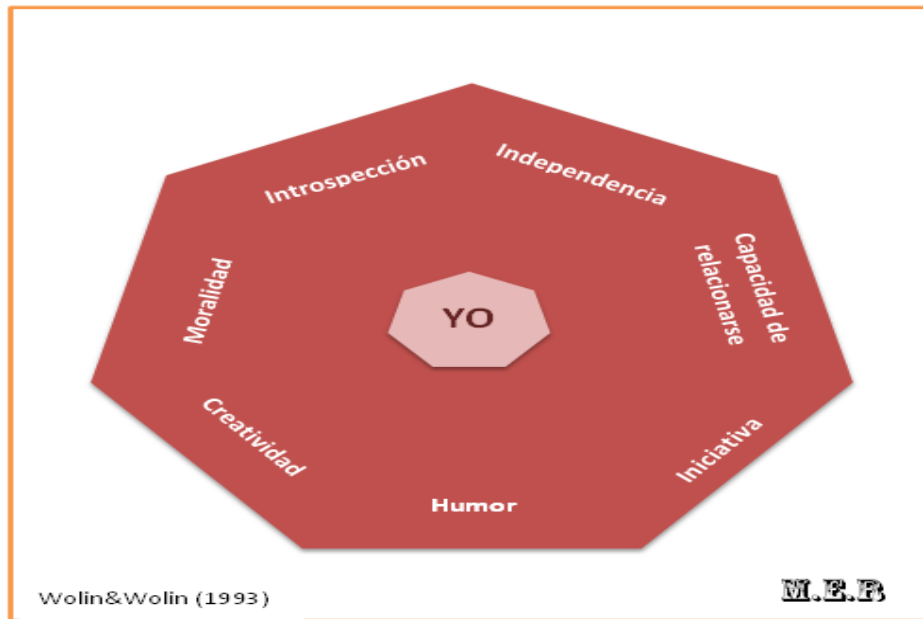 Introspección
Independencia
Capacidad de
relacionarse
Moralidad
YO
Creatividad
Iniciativa
Humor
Wolin&Wolin (1993)
M.E.R